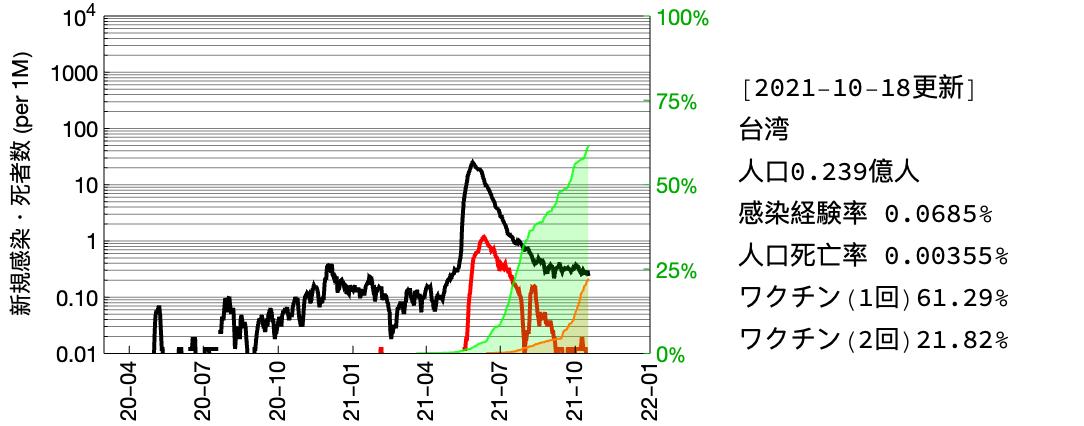 新規感染・死者数 (per 1M)
10^4
1000
100
10
1
0.10
0.01
100%
75%
50%
25%
0%
20-04
20-07
20-10
21-01
21-04
21-07
21-10
22-01
[2021-10-18更新]
台湾
人口0.239億人
感染経験率 0.0685%
人口死亡率 0.00355%
ワクチン(1回)61.29%
ワクチン(2回)21.82%